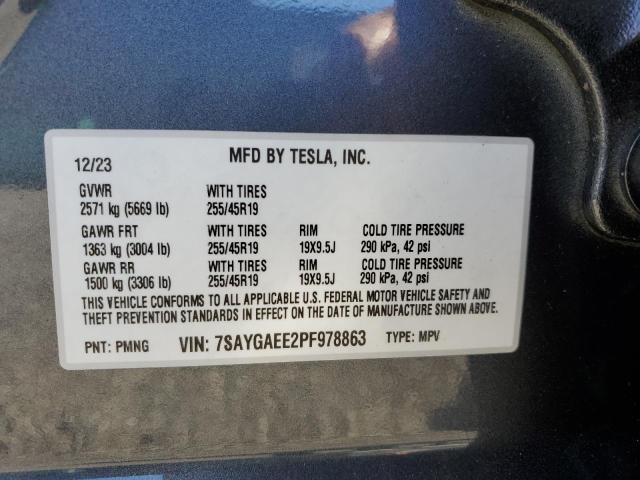 12/23 MFD BY TESLA, INC.
GVWR WITH TIRES
2571 kg (5669 lb) 255/45R19
GAWR FRT WITH TIRES RIM COLD TIRE PRESSURE
1363 kg (3004 lb) 255/45R19 19X9.5J 290 kPa, 42 psi
GAWR RR WITH TIRES RIM COLD TIRE PRESSURE
1500 kg (3306 lb) 255/45R19 19X9.5J 290 kPa, 42 psi
THIS VEHICLE CONFORMS TO ALL APPLICABLE U.S. FEDERAL MOTOR VEHICLE SAFETY AND
THEFT PREVENTION STANDARDS IN EFFECT ON THE DATE OF MANUFACTURE SHOWN ABOVE.
PNT: PMNG VIN: 7SAYGAEE2PF978863 TYPE: MPV